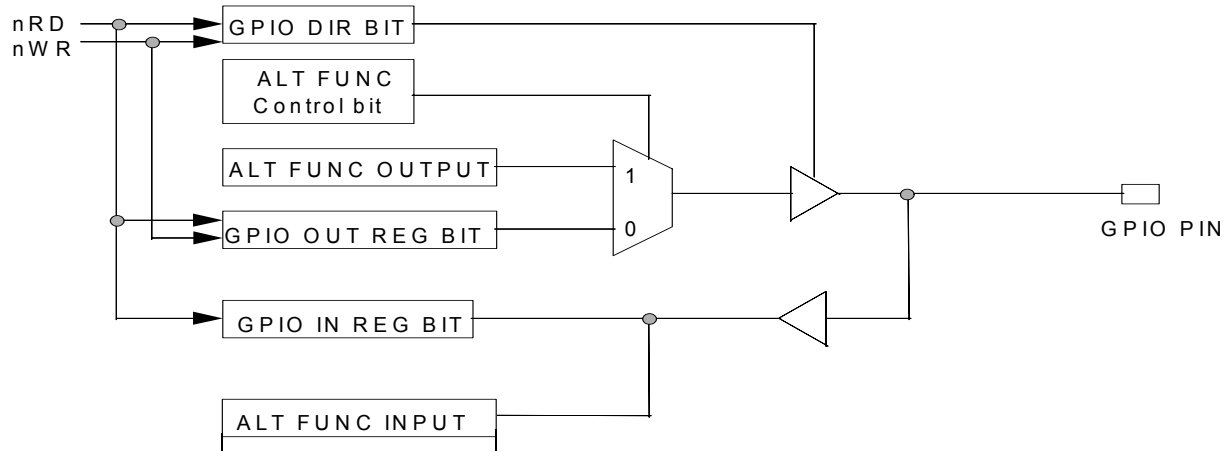 nRD
nWR
GPIO DIR BIT
ALT FUNC
Control bit
ALT FUNC OUTPUT
1
GPIO OUT REG BIT
0
GPIO PIN
GPIO IN REG BIT
ALT FUNC INPUT